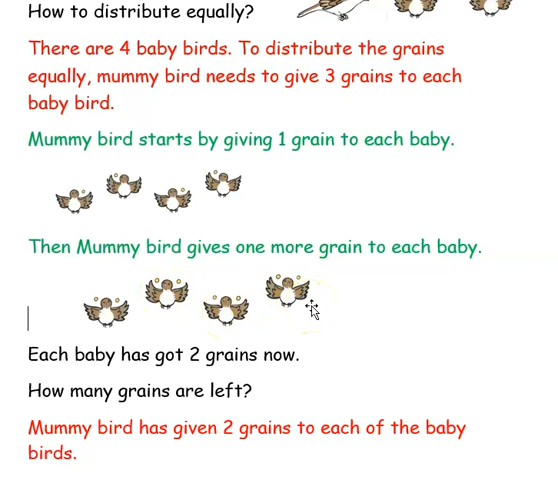 How to distribute equally?
There are 4 baby birds. To distribute the grains
equally, mummy bird needs to give 3 grains to each
baby bird.
Mummy bird starts by giving 1 grain to each baby.
Then Mummy bird gives one more grain to each baby.
Each baby has got 2 grains now.
How many grains are left?
Mummy bird has given 2 grains to each of the baby
birds.